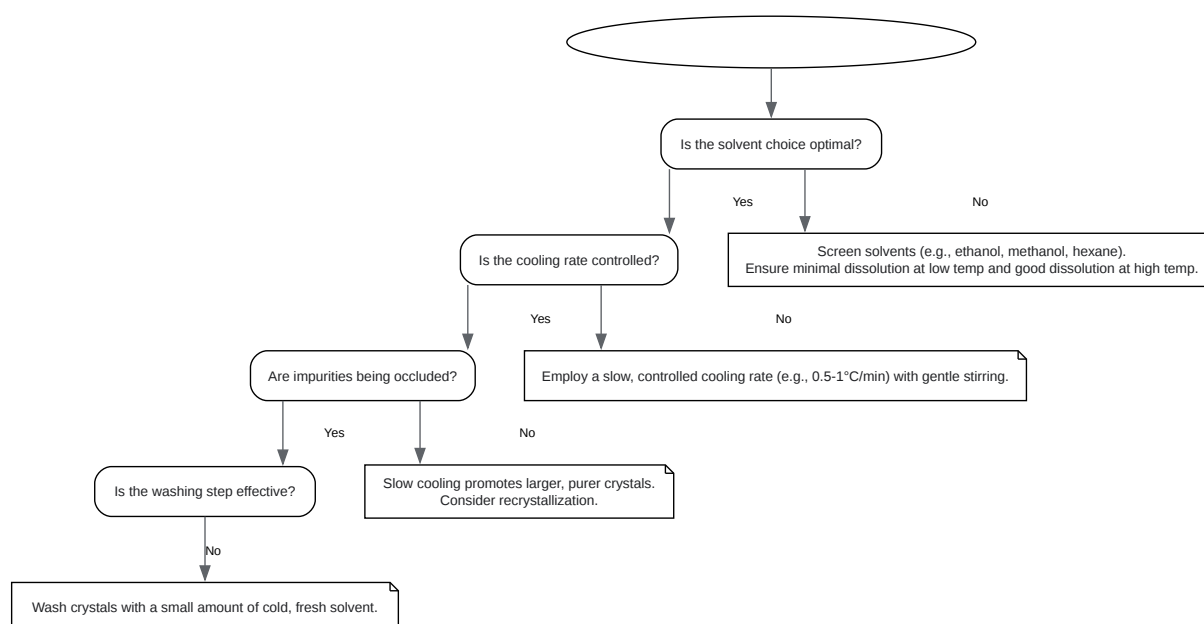 Is the solvent choice optimal?
Yes
No
Screen solvents (e.g., ethanol, methanol, hexane).
Ensure minimal dissolution at low temp and good dissolution at high temp.
Is the cooling rate controlled?
Yes
No
Employ a slow, controlled cooling rate (e.g., 0.5-1°C/min) with gentle stirring.
Are impurities being occluded?
Yes
No
Slow cooling promotes larger, purer crystals.
Consider recrystallization.
Is the washing step effective?
No
Wash crystals with a small amount of cold, fresh solvent.